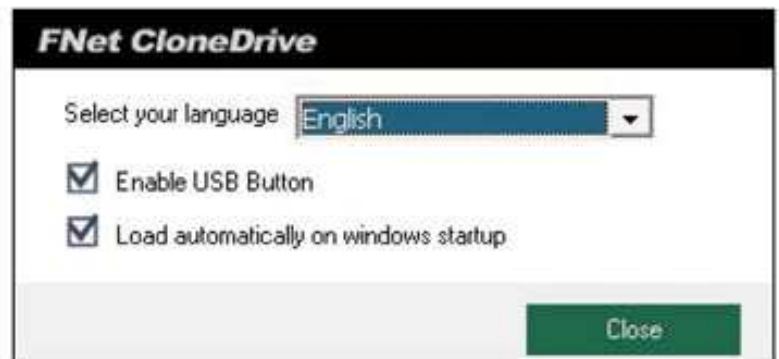 FNet CloneDrive
Select your language English
Enable USB Button
Load automatically on windows startup
Close